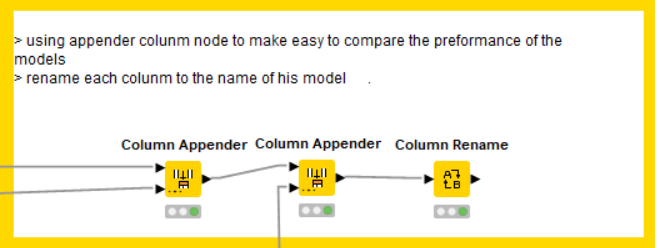 > using appender colunm node to make easy to compare the preformance of the
models
> rename each colunm to the name of his model .
Column Appender Column Appender Column Rename